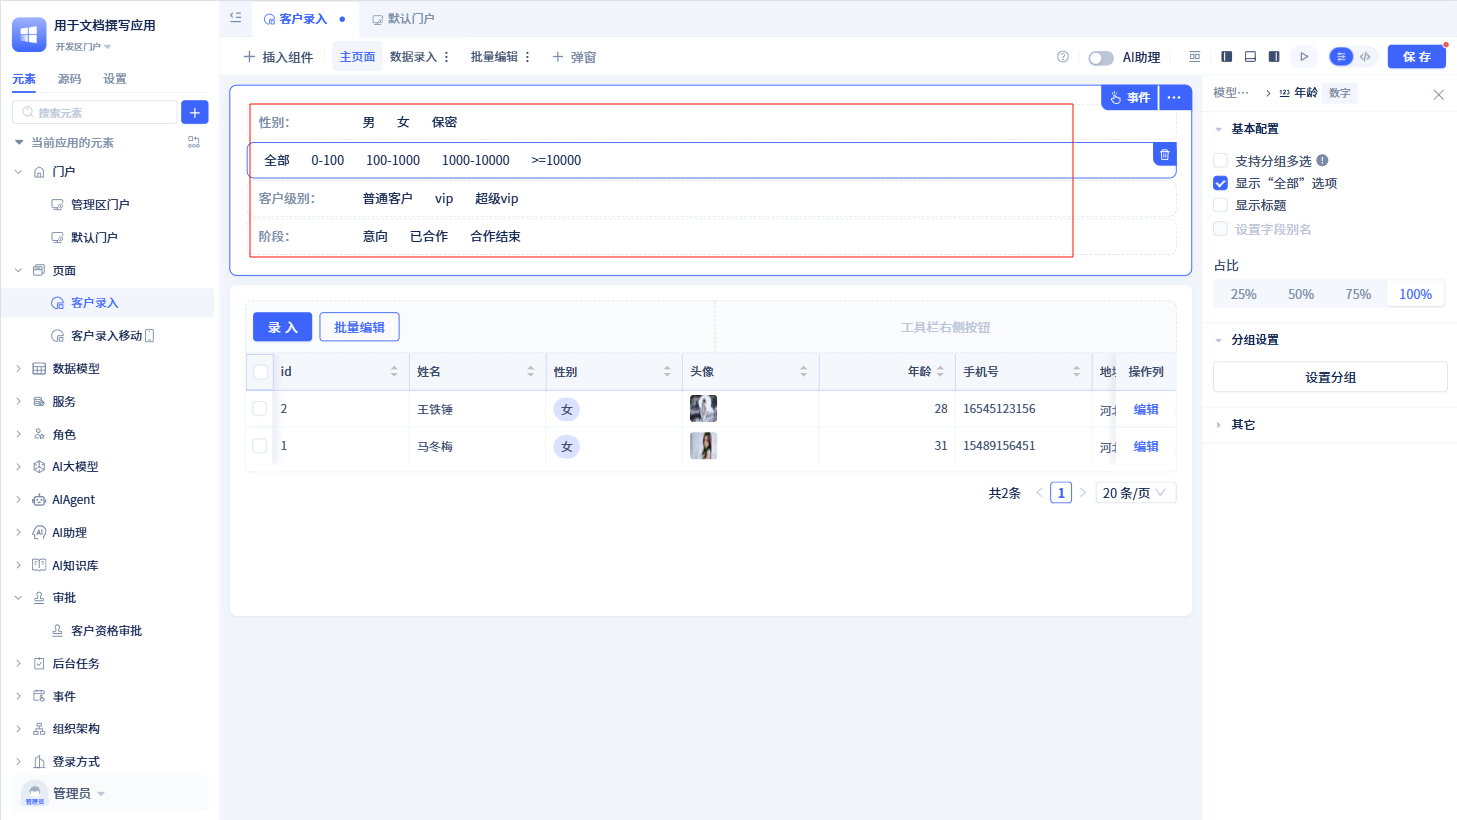 用于文档撰写应用
开发区门户
元素 源码 设置
搜索元素
当前应用的元素
门户
管理区门户
默认门户
页面
客户录入
客户录入移动
数据模型
服务
角色
AI大模型
AIAgent
AI助理
AI知识库
审批
客户资格审批
后台任务
事件
组织架构
登录方式
管理员
管理员
客户录入 默认门户
插入组件 主页面 数据录入 批量编辑 弹窗
AI助理
保 存
事件
性别: 男 女 保密
全部 0-100 100-1000 1000-10000 >=10000
客户级别: 普通客户 vip 超级vip
阶段: 意向 已合作 合作结束
录 入 批量编辑 工具栏右侧按钮
id 姓名 性别 头像 年龄 手机号 操作列
2 王铁锤 女 28 16545123156 编辑
1 马冬梅 女 31 15489156451 编辑
共2条 1 20 条/页
模型… 年龄 数字
基本配置
支持分组多选
显示“全部”选项
显示标题
设置字段别名
占比
25% 50% 75% 100%
分组设置
设置分组
其它